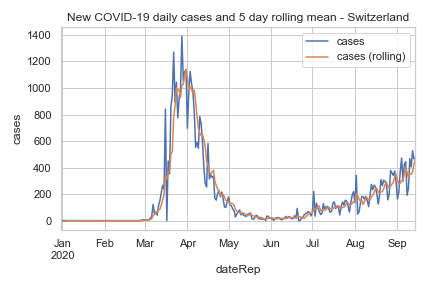 New COVID-19 daily cases and 5 day rolling mean - Switzerland
cases
cases (rolling)
1400
1200
1000
800
600
400
200
0
cases
Jan
2020
Feb
Mar
Apr
May
Jun
Jul
Aug
Sep
dateRep